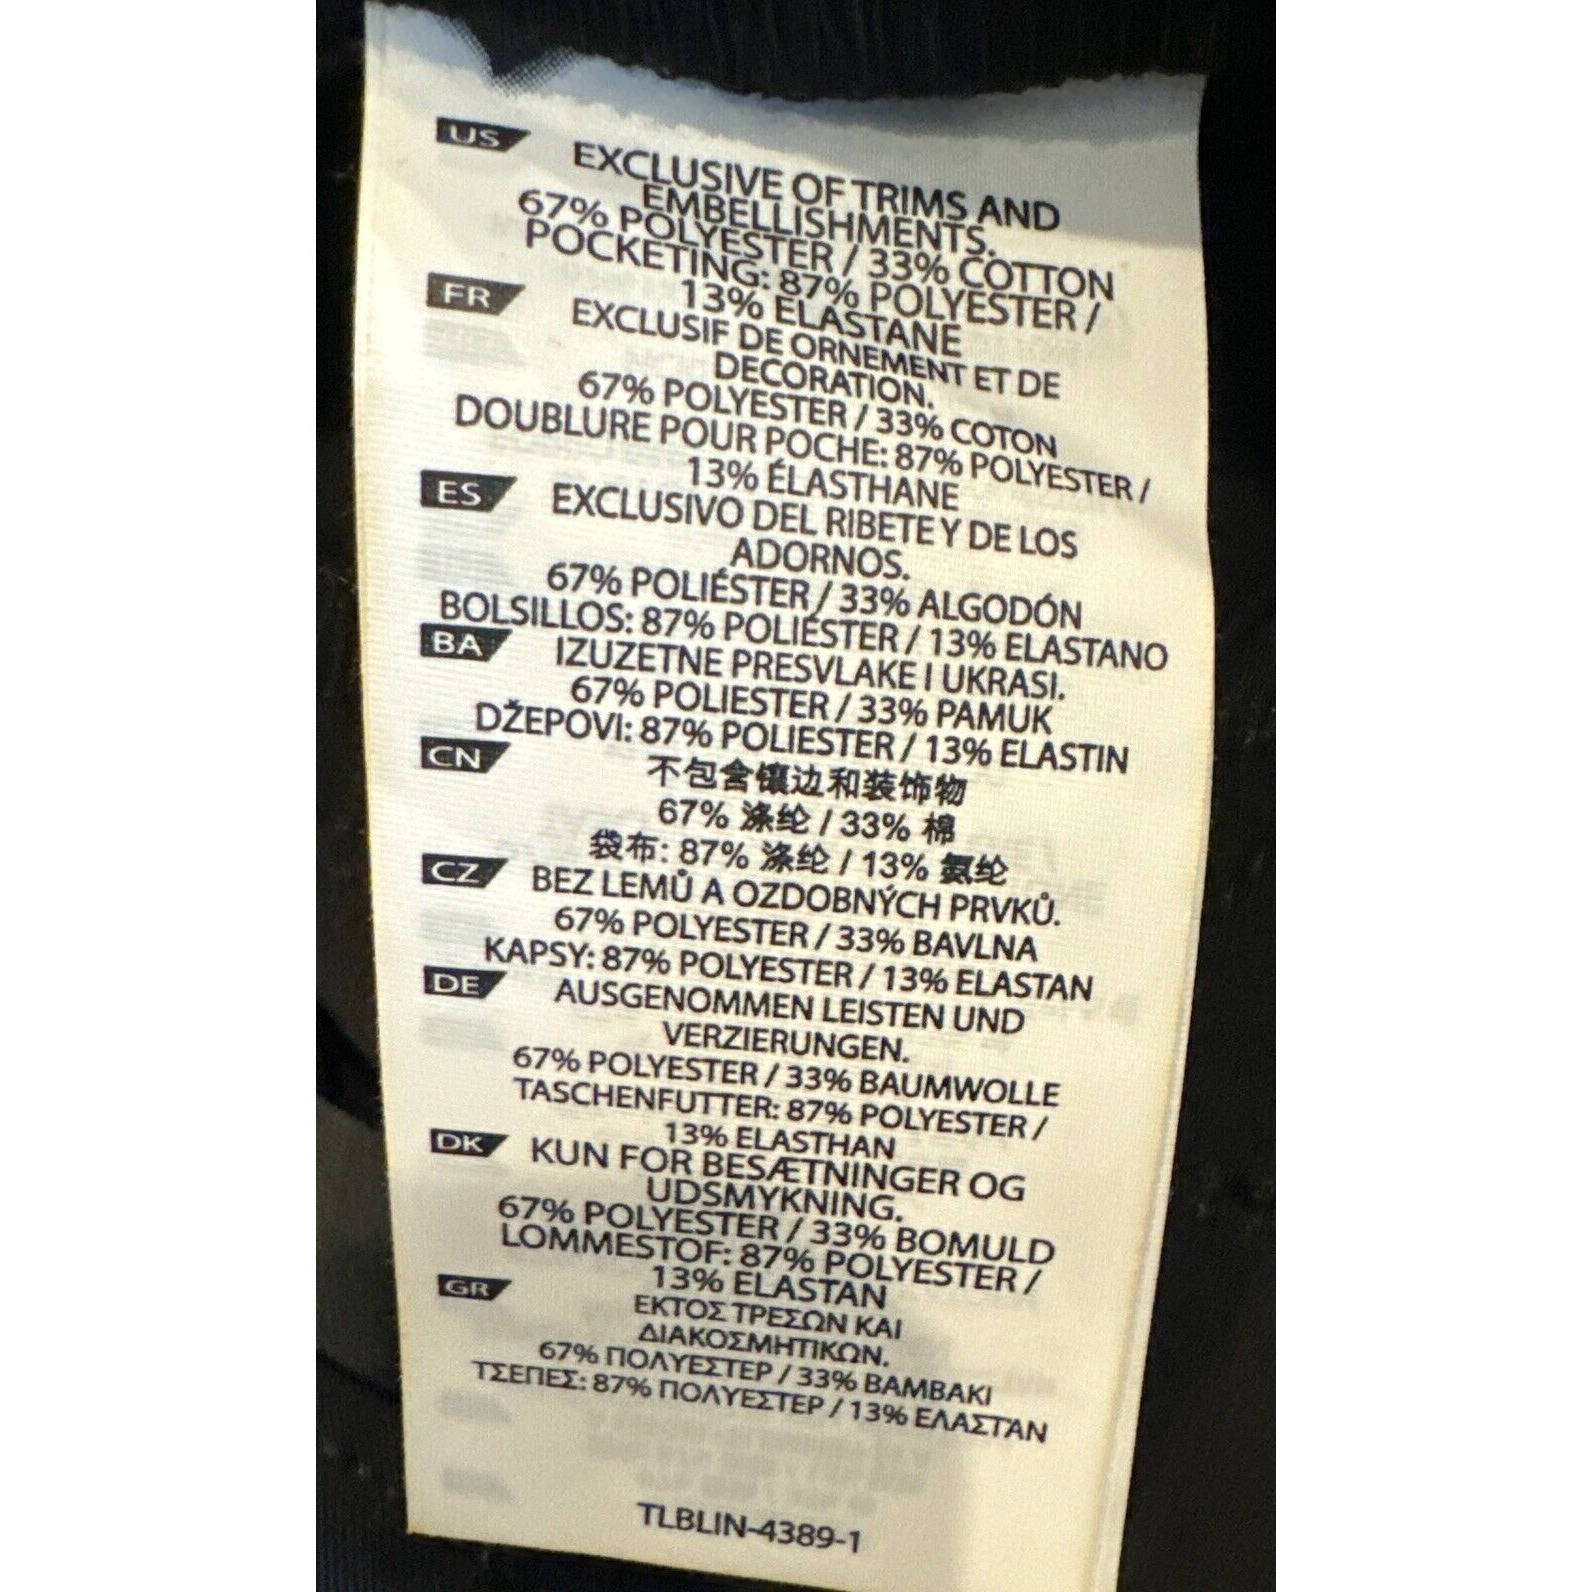 US
EXCLUSIVE OF TRIMS AND
EMBELLISHMENTS.
67% POLYESTER / 33% COTTON
POCKETING: 87% POLYESTER /
13% ELASTANE
FR
EXCLUSIF DE ORNEMENT ET DE
DECORATION.
67% POLYESTER / 33% COTON
DOUBLURE POUR POCHE: 87% POLYESTER /
13% ÉLASTHANE
ES
EXCLUSIVO DEL RIBETE Y DE LOS
ADORNOS.
67% POLIÉSTER / 33% ALGODÓN
BOLSILLOS: 87% POLIÉSTER / 13% ELASTANO
BA
IZUZETNE PRESVLAKE I UKRASI.
67% POLIESTER / 33% PAMUK
DŽEPOVI: 87% POLIESTER / 13% ELASTIN
CN
不包含镶边和装饰物
67% 涤纶 / 33% 棉
袋布: 87% 涤纶 / 13% 氨纶
CZ
BEZ LEMŮ A OZDOBNÝCH PRVKŮ.
67% POLYESTER / 33% BAVLNA
KAPSY: 87% POLYESTER / 13% ELASTAN
DE
AUSGENOMMEN LEISTEN UND
VERZIERUNGEN.
67% POLYESTER / 33% BAUMWOLLE
TASCHENFUTTER: 87% POLYESTER /
13% ELASTHAN
DK
KUN FOR BESÆTNINGER OG
UDSMYKNING.
67% POLYESTER / 33% BOMULD
LOMMESTOF: 87% POLYESTER /
13% ELASTAN
GR
ΕΚΤΟΣ ΤΡΕΣΩΝ ΚΑΙ
ΔΙΑΚΟΣΜΗΤΙΚΩΝ.
67% ΠΟΛΥΕΣΤΕΡ / 33% ΒΑΜΒΑΚΙ
ΤΣΕΠΕΣ: 87% ΠΟΛΥΕΣΤΕΡ / 13% ΕΛΑΣΤΆΝ
TLBLIN-4389-1